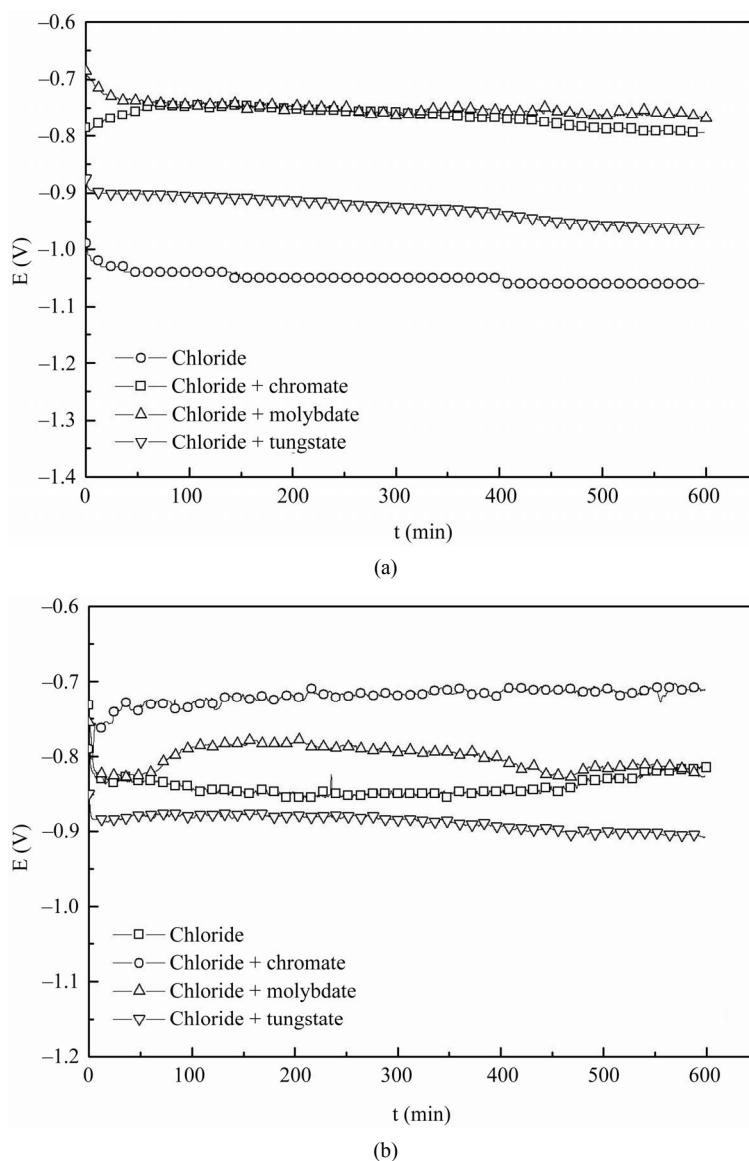 −0.6
−0.7
−0.8
−0.9
−1.0
−1.1
−1.2
−1.3
−1.4
E (V)
Chloride
Chloride + chromate
Chloride + molybdate
Chloride + tungstate
0 100 200 300 400 500 600
t (min)
(a)
−0.6
−0.7
−0.8
−0.9
−1.0
−1.1
−1.2
E (V)
Chloride
Chloride + chromate
Chloride + molybdate
Chloride + tungstate
0 100 200 300 400 500 600
t (min)
(b)